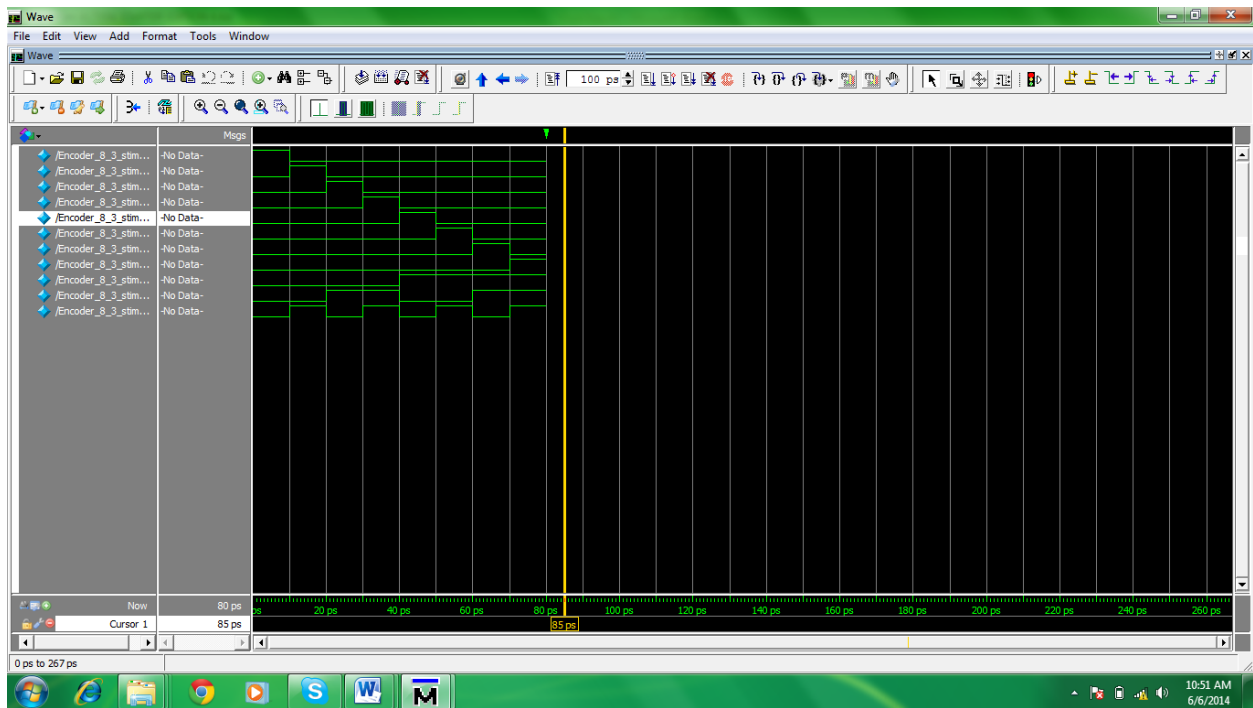 Wave
File Edit View Add Format Tools Window
Wave
100 ps
Msgs
/Encoder_8_3_stim... -No Data-
/Encoder_8_3_stim... -No Data-
/Encoder_8_3_stim... -No Data-
/Encoder_8_3_stim... -No Data-
/Encoder_8_3_stim... -No Data-
/Encoder_8_3_stim... -No Data-
/Encoder_8_3_stim... -No Data-
/Encoder_8_3_stim... -No Data-
/Encoder_8_3_stim... -No Data-
/Encoder_8_3_stim... -No Data-
/Encoder_8_3_stim... -No Data-
Now 80 ps ps 20 ps 40 ps 60 ps 80 ps 100 ps 120 ps 140 ps 160 ps 180 ps 200 ps 220 ps 240 ps 260 ps
Cursor 1 85 ps 85 ps
0 ps to 267 ps
S W M
10:51 AM
6/6/2014